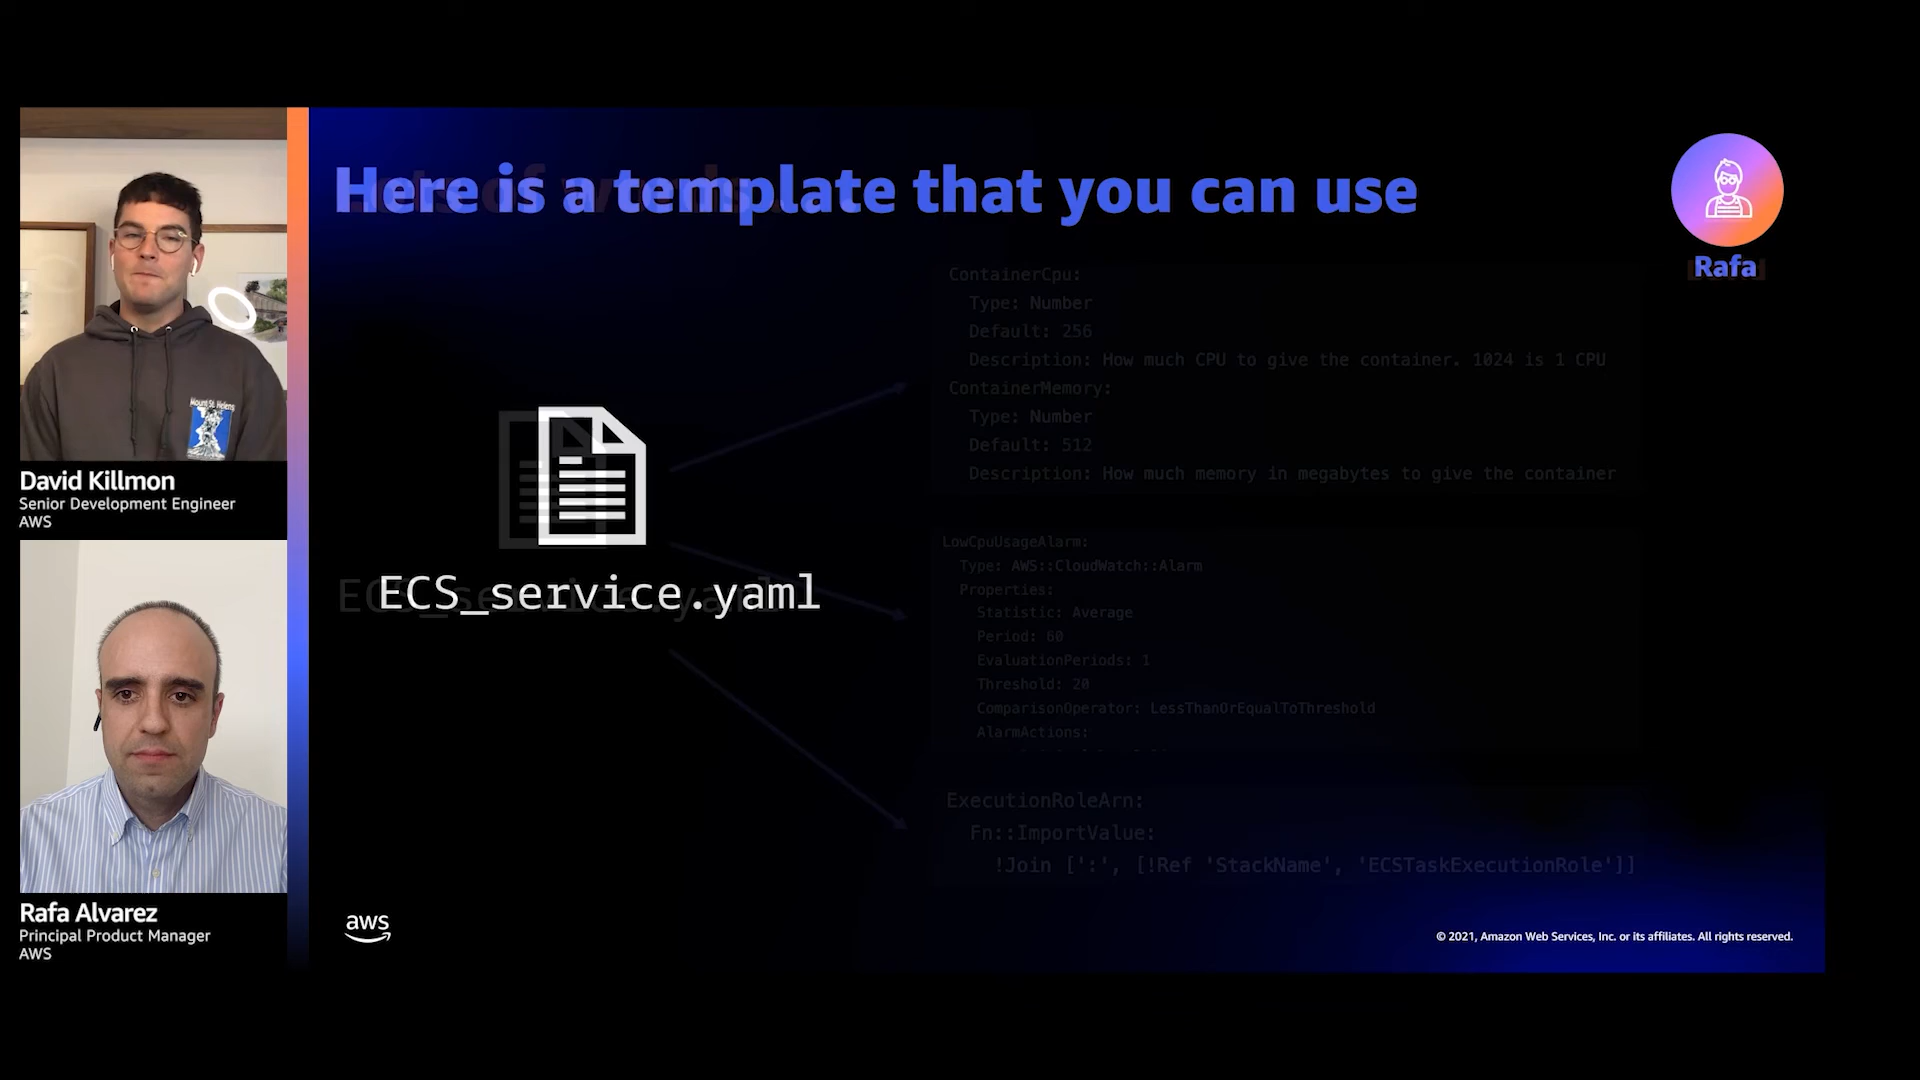 Here is a template that you can use
Rafa
ContainerCpu:
Type: Number
Default: 256
Description: How much CPU to give the container. 1024 is 1 CPU
ContainerMemory:
Type: Number
Default: 512
Description: How much memory in megabytes to give the container
ECS_service.yaml
LowCpuUsageAlarm:
Type: AWS::CloudWatch::Alarm
Properties:
Statistic: Average
Period: 60
EvaluationPeriods: 1
Threshold: 20
ComparisonOperator: LessThanOrEqualToThreshold
AlarmActions:
ExecutionRoleArn:
Fn::ImportValue:
!Join [':', [!Ref 'StackName', 'ECSTaskExecutionRole']]
Mount St. Helens
David Killmon
Senior Development Engineer
AWS
Rafa Alvarez
Principal Product Manager
AWS
aws
© 2021, Amazon Web Services, Inc. or its affiliates. All rights reserved.